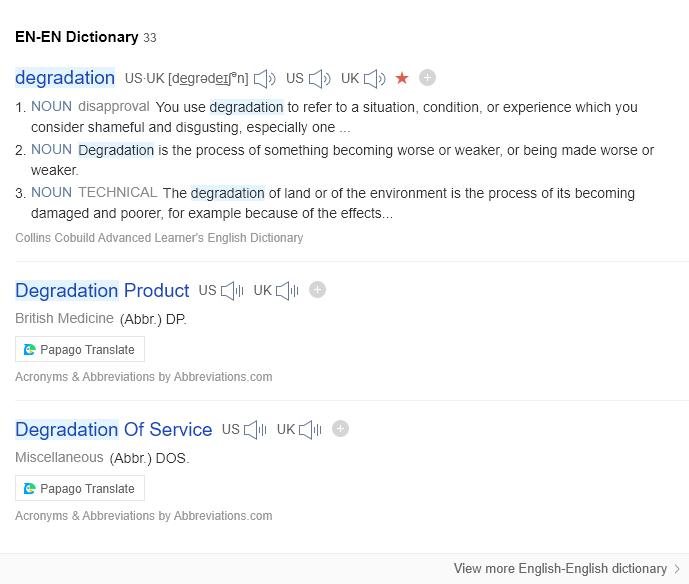 EN-EN Dictionary 33
degradation US·UK [degrədeɪʃᵊn] US UK
1. NOUN disapproval You use degradation to refer to a situation, condition, or experience which you
consider shameful and disgusting, especially one ...
2. NOUN Degradation is the process of something becoming worse or weaker, or being made worse or
weaker.
3. NOUN TECHNICAL The degradation of land or of the environment is the process of its becoming
damaged and poorer, for example because of the effects...
Collins Cobuild Advanced Learner's English Dictionary
Degradation Product US UK
British Medicine (Abbr.) DP.
Papago Translate
Acronyms & Abbreviations by Abbreviations.com
Degradation Of Service US UK
Miscellaneous (Abbr.) DOS.
Papago Translate
Acronyms & Abbreviations by Abbreviations.com
View more English-English dictionary